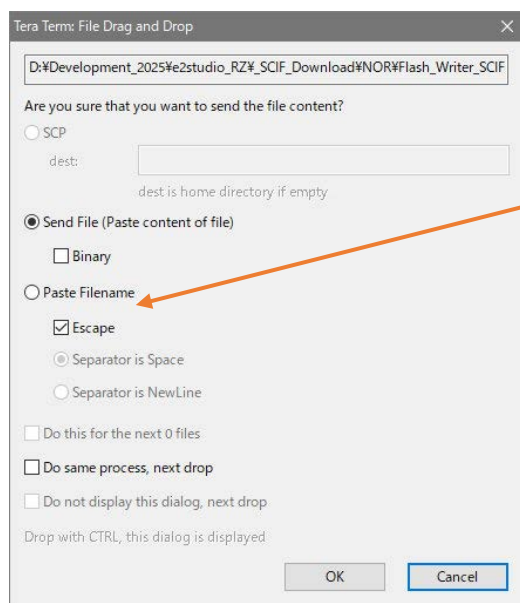 Tera Term: File Drag and Drop
D:¥Development_2025¥e2studio_RZ¥_SCIF_Download¥NOR¥Flash_Writer_SCIF
Are you sure that you want to send the file content?
SCP
dest:
dest is home directory if empty
Send File (Paste content of file)
Binary
Paste Filename
Escape
Separator is Space
Separator is NewLine
Do this for the next 0 files
Do same process, next drop
Do not display this dialog, next drop
Drop with CTRL, this dialog is displayed
OK Cancel